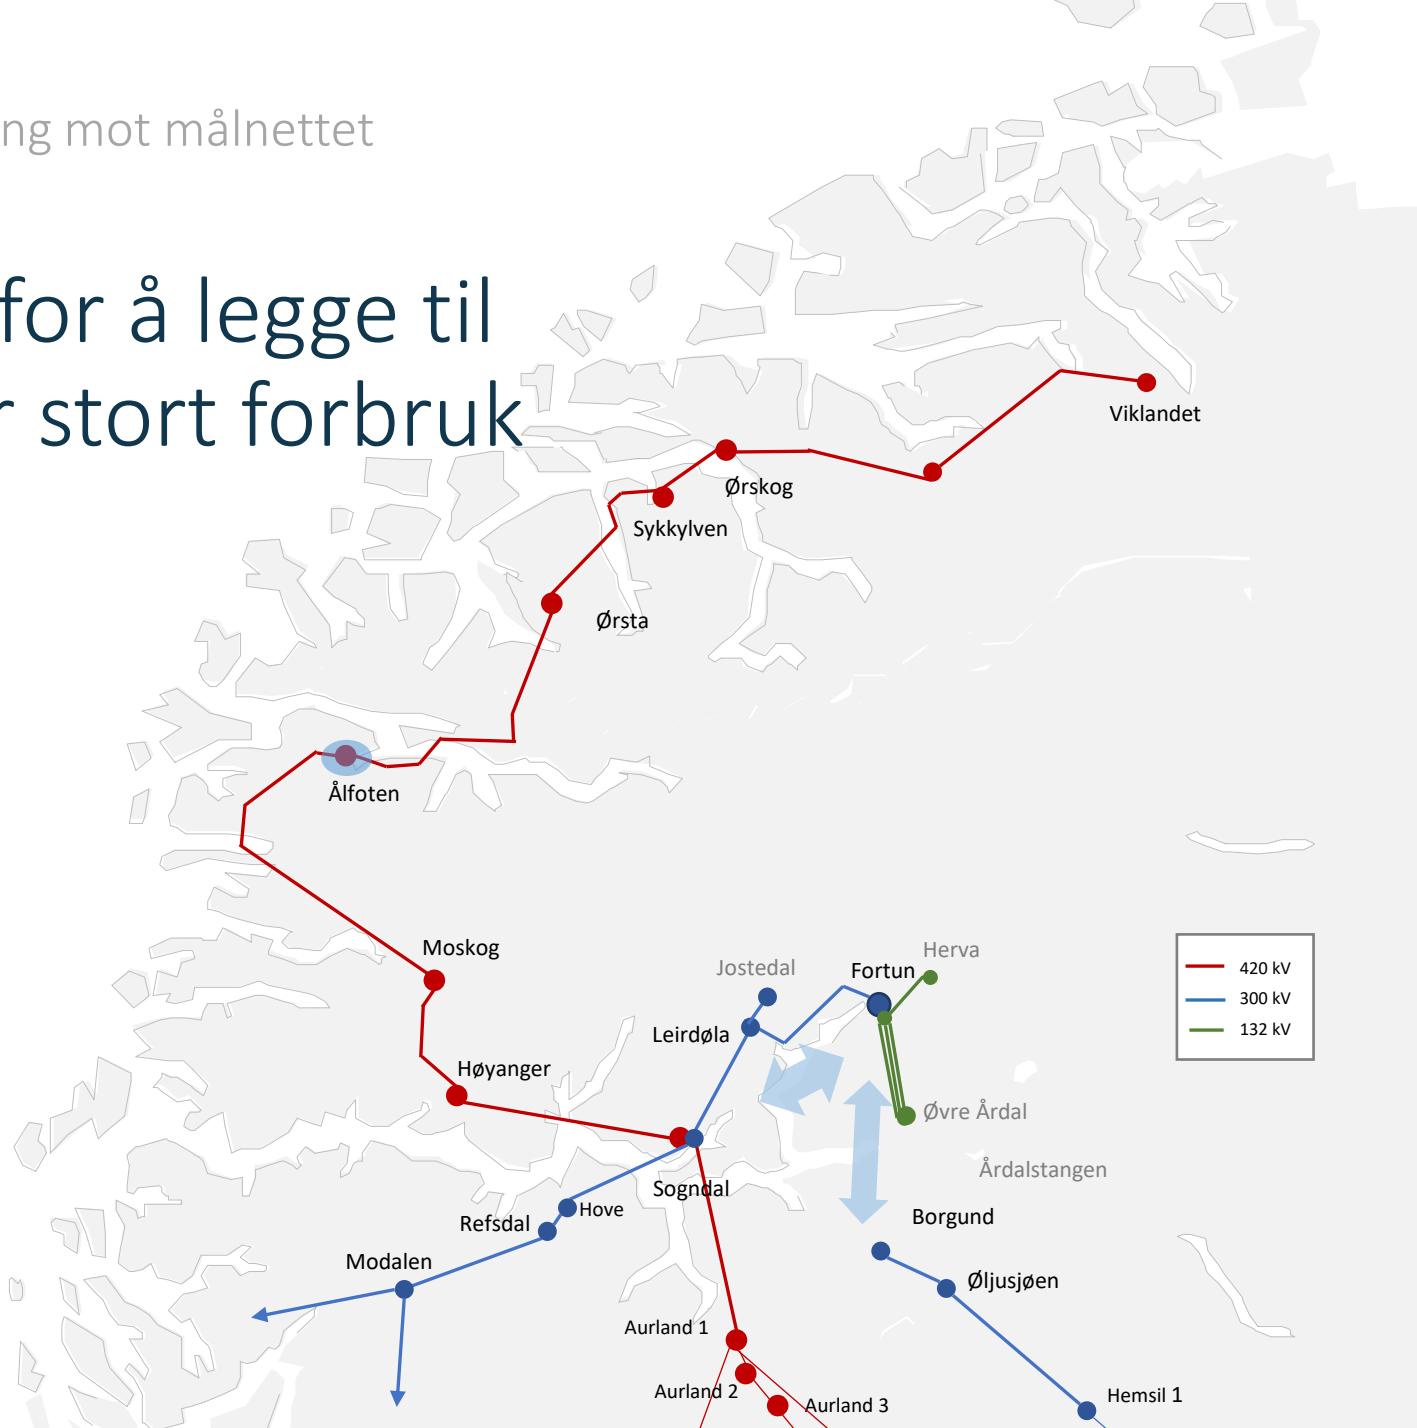 ng mot målnettet
for å legge til
r stort forbruk
Viklandet
Ørskog
Sykkylven
Ørsta
Ålfoten
Moskog
Herva
Jostedal
Fortun
420 kV
300 kV
132 kV
Leirdøla
Høyanger
Øvre Årdal
Årdalstangen
Sogndal
Hove
Refsdal
Borgund
Modalen
Øljusjøen
Aurland 1
Aurland 2
Aurland 3
Hemsil 1